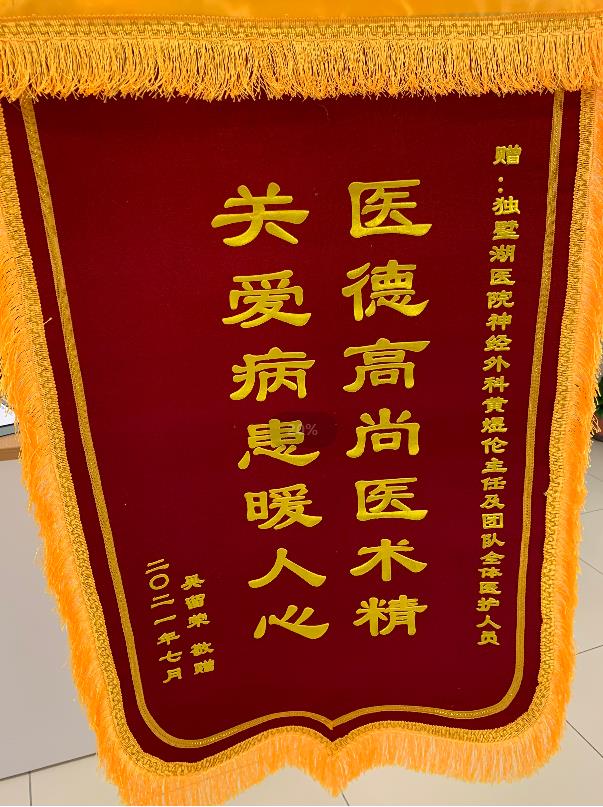 赠：独墅湖医院神经外科黄煜伦主任及团队全体医护人员
医德高尚医术精
关爱病患暖人心
吴留荣 敬赠
二〇二一年七月